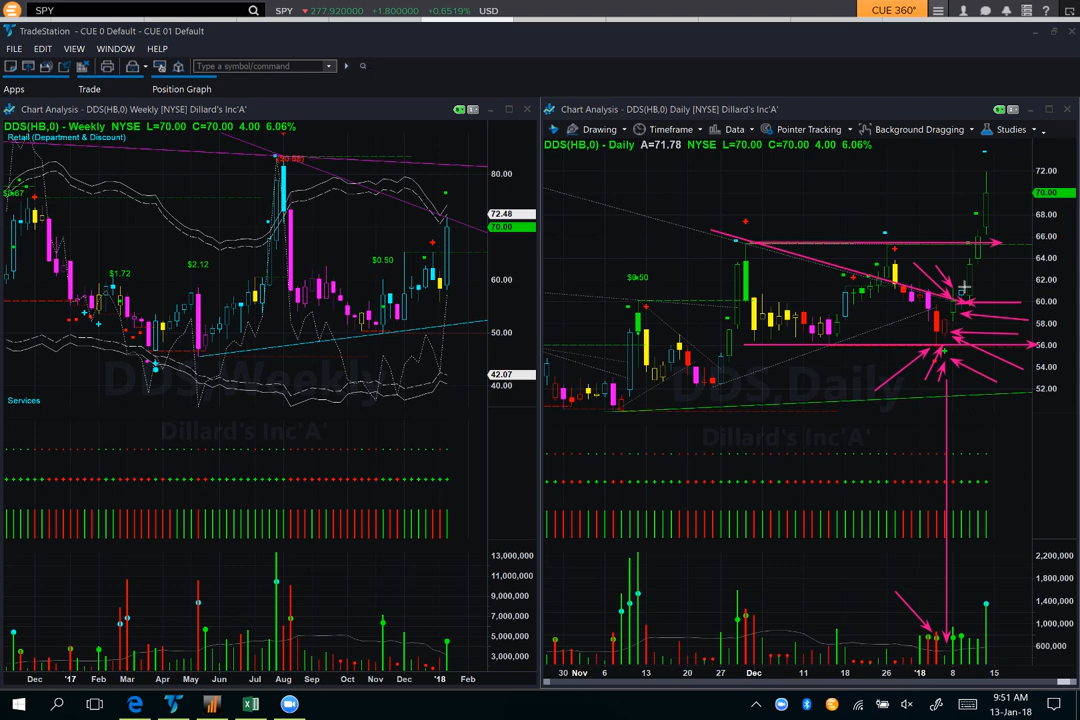 SPY SPY 277.920000 +1.800000 +0.6519% USD CUE 360°
TradeStation - CUE 0 Default - CUE 01 Default
FILE EDIT VIEW WINDOW HELP
Type a symbol/command
Apps Trade Position Graph
Chart Analysis - DDS(HB,0) Weekly [NYSE] Dillard's Inc'A'
DDS(HB,0) - Weekly NYSE L=70.00 C=70.00 4.00 6.06%
Retail (Department & Discount)
80.00
72.48
70.00
60.00
50.00
42.07
40.00
$1.72
$2.12
$0.50
DDS,Weekly
Services
Dillard's Inc'A'
13,000,000
11,000,000
9,000,000
7,000,000
5,000,000
3,000,000
Dec '17 Feb Mar Apr May Jun Jul Aug Sep Oct Nov Dec '18 Feb
Chart Analysis - DDS(HB,0) Daily [NYSE] Dillard's Inc'A'
Drawing Timeframe Data Pointer Tracking Background Dragging Studies
DDS(HB,0) - Daily A=71.78 NYSE L=70.00 C=70.00 4.00 6.06%
72.00
70.00
68.00
66.00
64.00
62.00
60.00
58.00
56.00
54.00
52.00
DDS,Daily
Dillard's Inc'A'
2,200,000
1,800,000
1,400,000
1,000,000
600,000
30 Nov 6 13 20 27 Dec 11 18 26 '18 8 15
9:51 AM
13-Jan-18